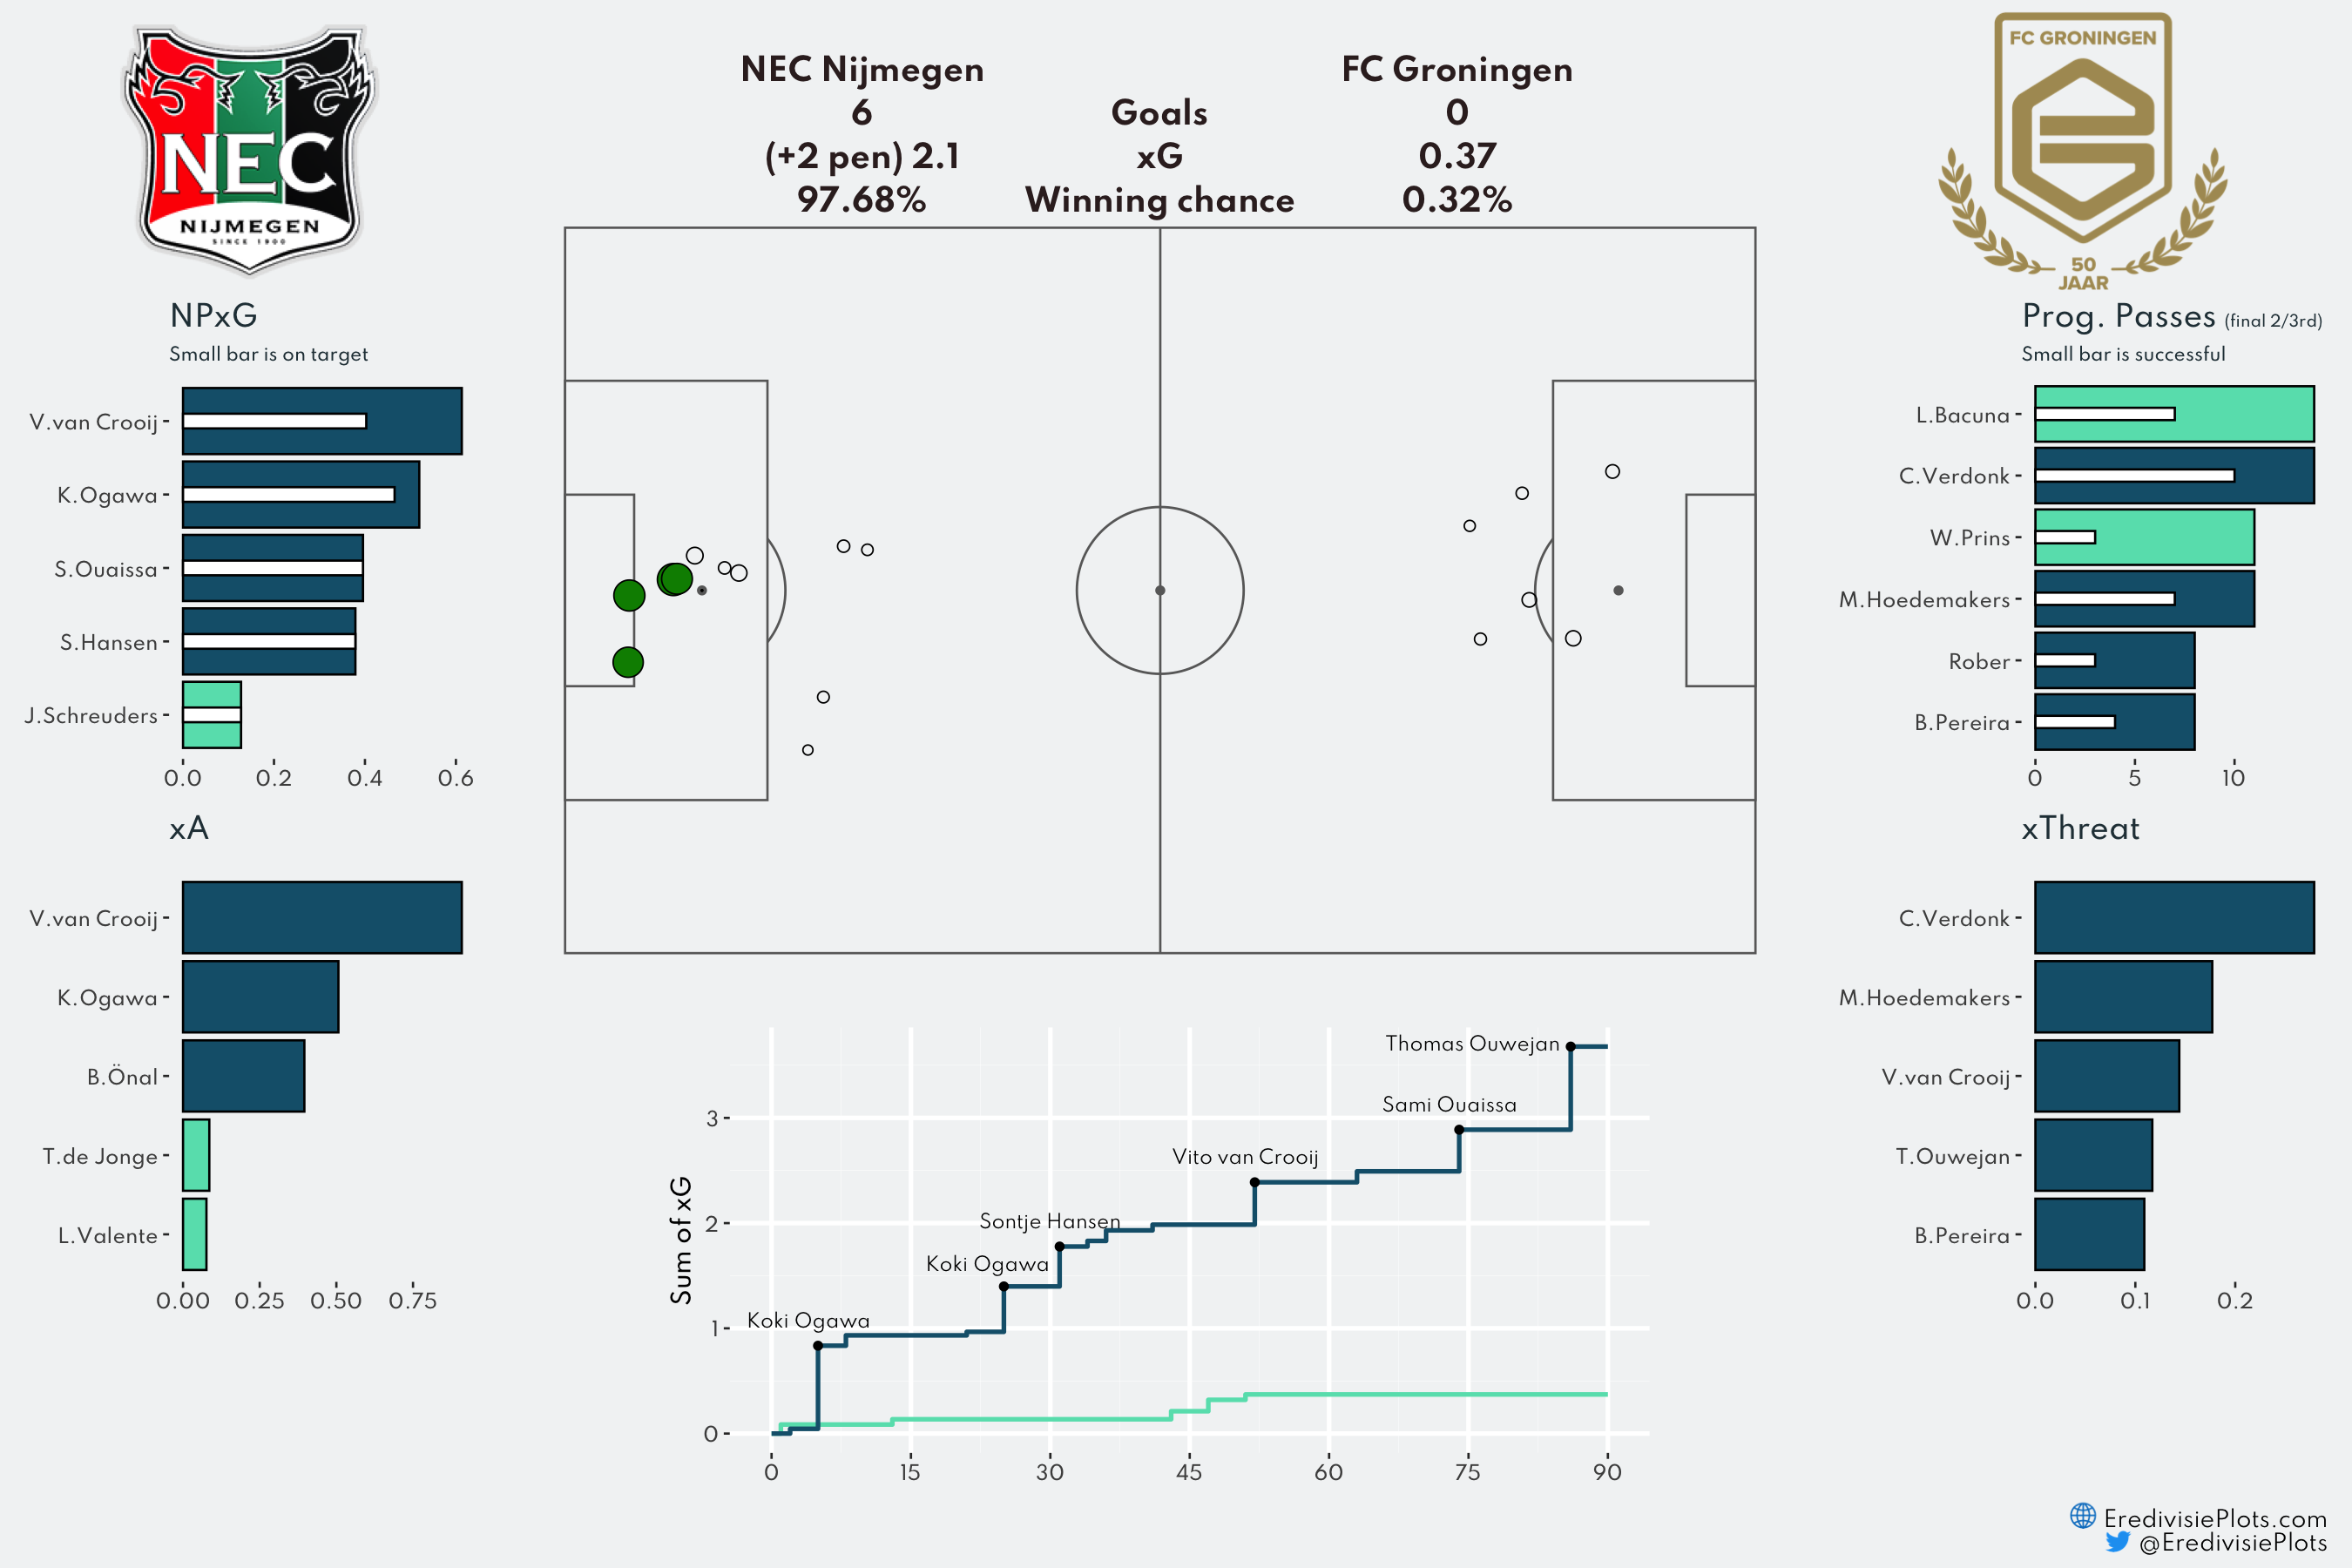 NEC
NIJMEGEN
SINCE 1900
NEC Nijmegen
FC Groningen
6
Goals
0
(+2 pen) 2.1
xG
0.37
97.68%
Winning chance
0.32%
FC GRONINGEN
50
JAAR
NPxG
Small bar is on target
V.van Crooij
K.Ogawa
S.Ouaissa
S.Hansen
J.Schreuders
0.0 0.2 0.4 0.6
Prog. Passes (final 2/3rd)
Small bar is successful
L.Bacuna
C.Verdonk
W.Prins
M.Hoedemakers
Rober
B.Pereira
0 5 10
xA
V.van Crooij
K.Ogawa
B.Önal
T.de Jonge
L.Valente
0.00 0.25 0.50 0.75
Sum of xG
3
2
1
0
Thomas Ouwejan
Sami Ouaissa
Vito van Crooij
Sontje Hansen
Koki Ogawa
Koki Ogawa
0 15 30 45 60 75 90
xThreat
C.Verdonk
M.Hoedemakers
V.van Crooij
T.Ouwejan
B.Pereira
0.0 0.1 0.2
EredivisiePlots.com
@EredivisiePlots